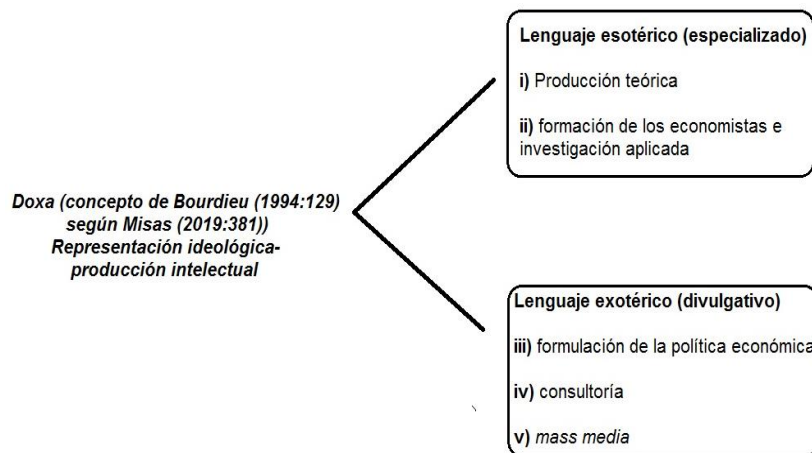 Doxa (concepto de Bourdieu (1994:129)
según Misas (2019:381))
Representación ideológica-
producción intelectual
Lenguaje esotérico (especializado)
i) Producción teórica
ii) formación de los economistas e
investigación aplicada
Lenguaje exotérico (divulgativo)
iii) formulación de la política económica
iv) consultoría
v) mass media